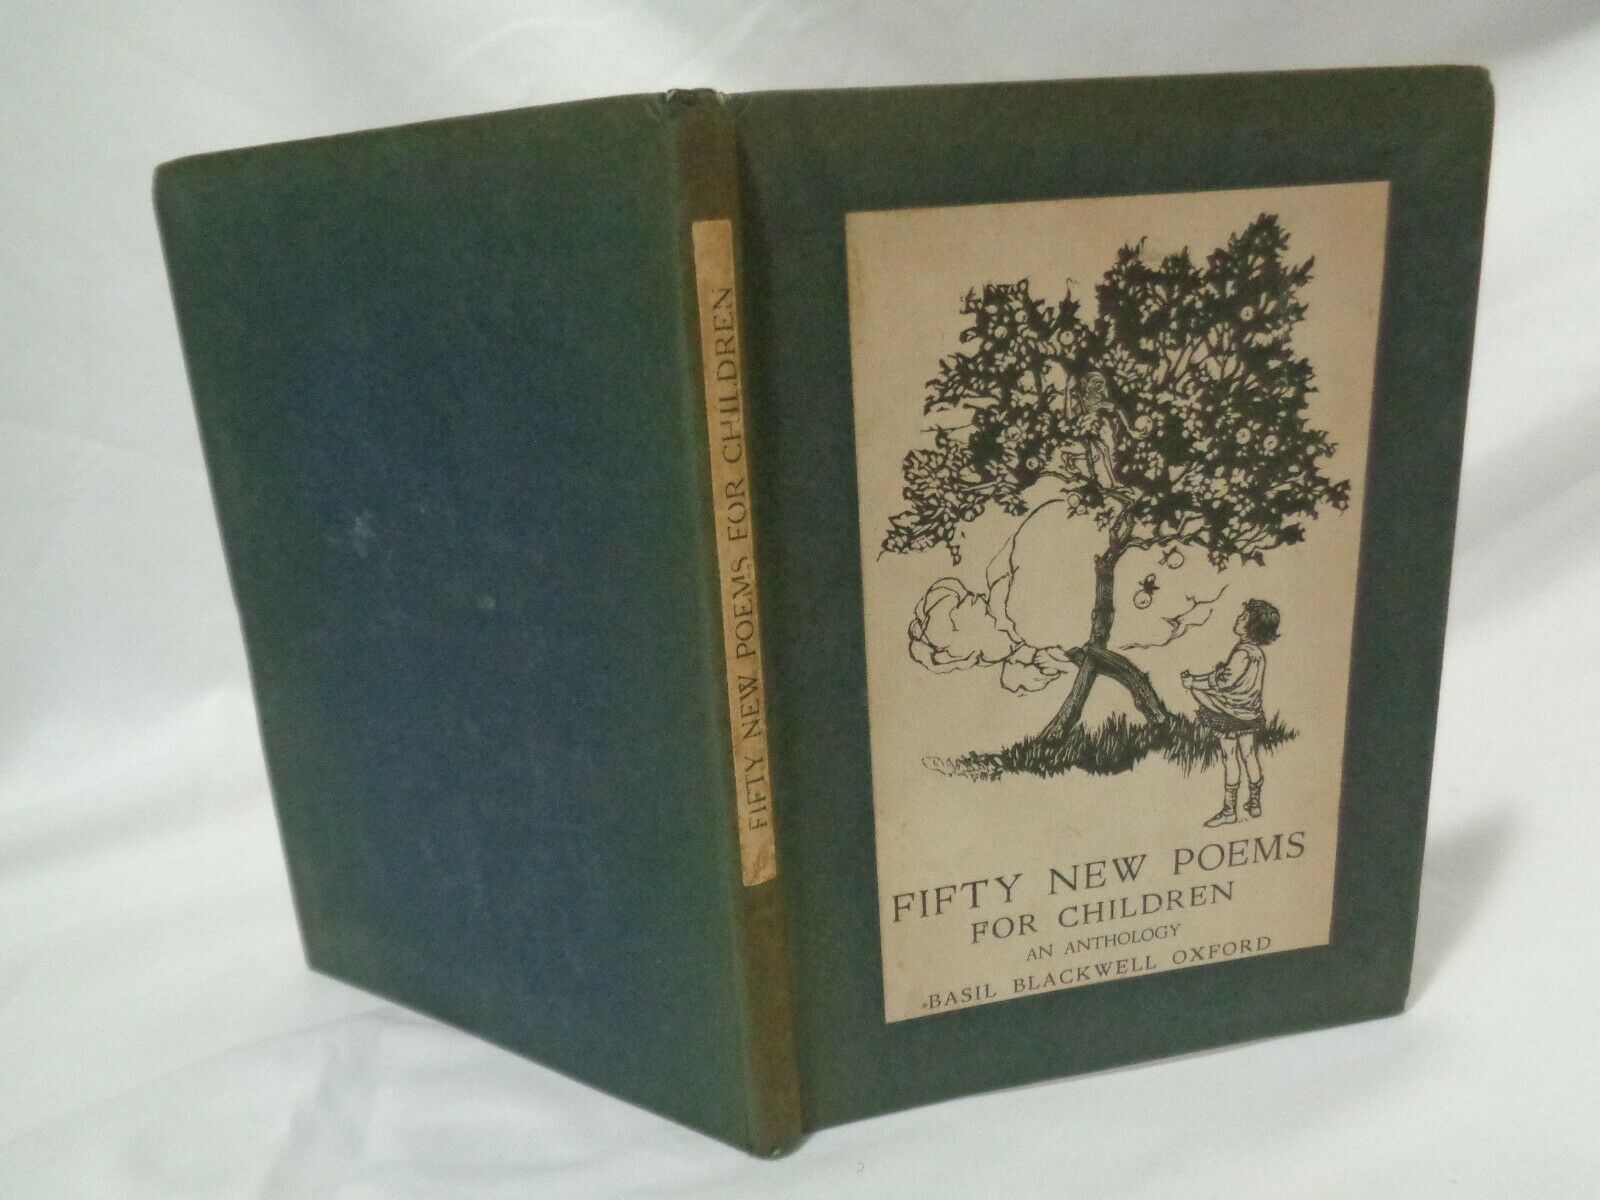 FIFTY NEW POEMS FOR CHILDREN
FIFTY NEW POEMS
FOR CHILDREN
AN ANTHOLOGY
BASIL BLACKWELL OXFORD